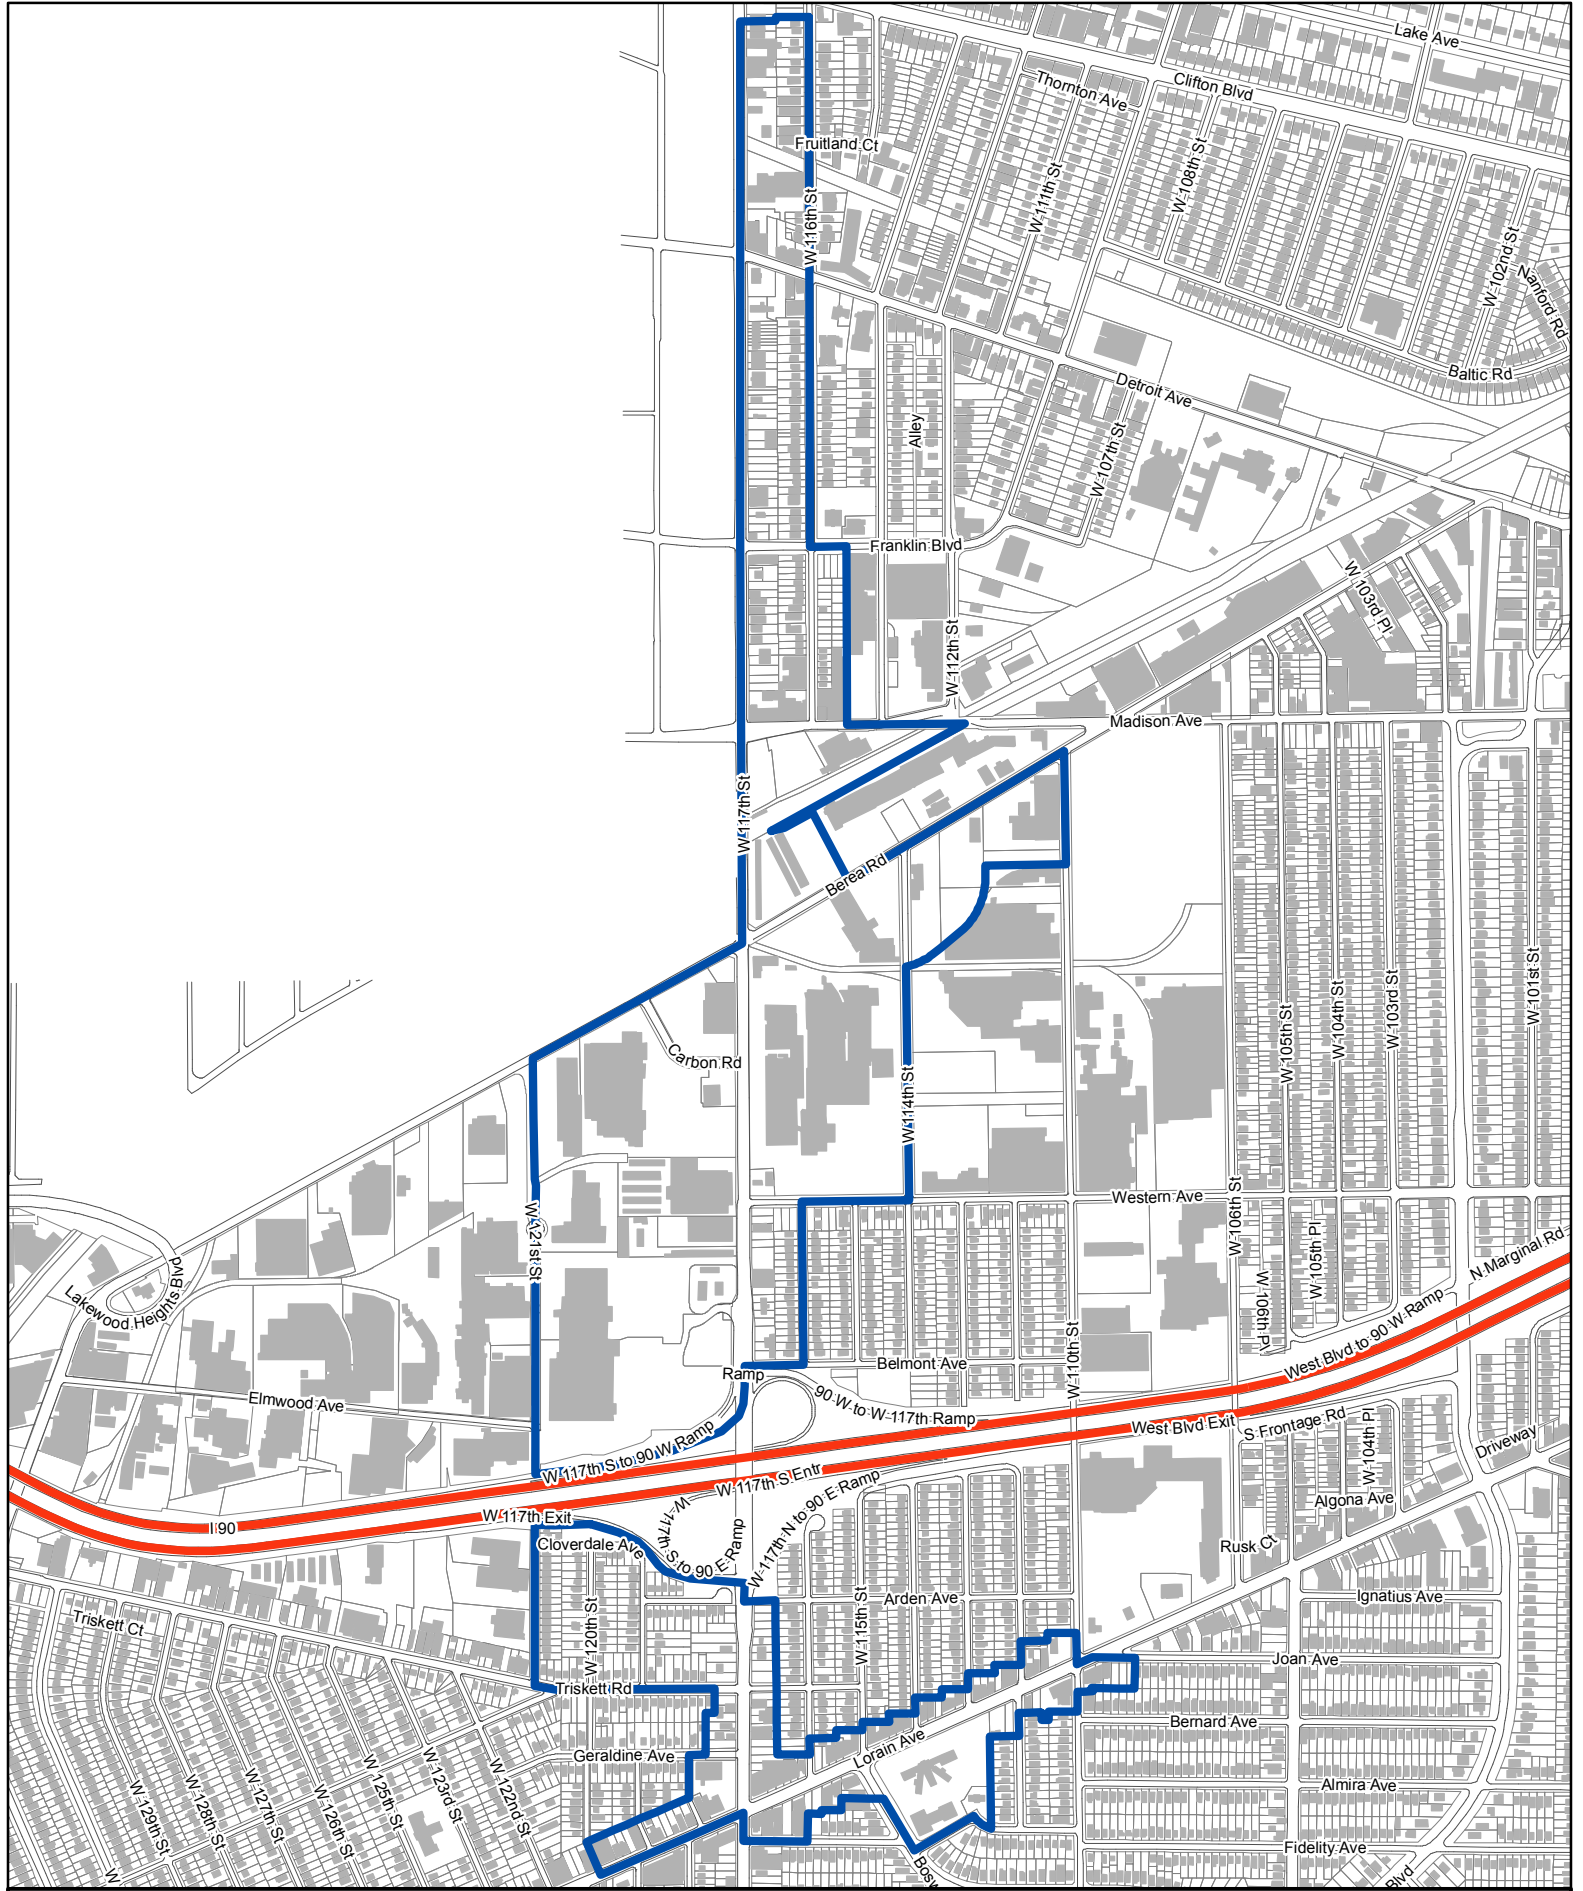 Lake Ave
Clifton Blvd
Thornton Ave
Fruitland Ct
W 108th St
W 111th St
W 116th St
W 102nd St
Nanford Rd
Baltic Rd
Detroit Ave
Alley
W 107th St
Franklin Blvd
W 103rd Pl
W 112th St
Madison Ave
W 117th St
Berea Rd
W 101st St
W 103rd St
W 104th St
W 105th St
Carbon Rd
W 114th St
Western Ave
W 106th St
W 121st St
W 105th Pl
N Marginal Rd
Lakewood Heights Blvd
W 106th Pl
West Blvd to 90 W Ramp
W 110th St
Belmont Ave
Ramp
Elmwood Ave
90 W to W 117th Ramp
West Blvd Exit
S Frontage Rd
W 104th Pl
Driveway
W 117th S to 90 W Ramp
W 117th S Entr
W 117th N to 90 E Ramp
Algona Ave
W 117th Exit
I 90
W 117th S to 90 E Ramp
Ramp
Cloverdale Ave
Rusk Ct
Arden Ave
Ignatius Ave
Triskett Ct
W 120th St
W 115th St
Joan Ave
Triskett Rd
Bernard Ave
Lorain Ave
Geraldine Ave
Almira Ave
W 129th St
W 128th St
W 127th St
W 126th St
W 125th St
W 123rd St
W 122nd St
Fidelity Ave
W
Bosw
Blvd